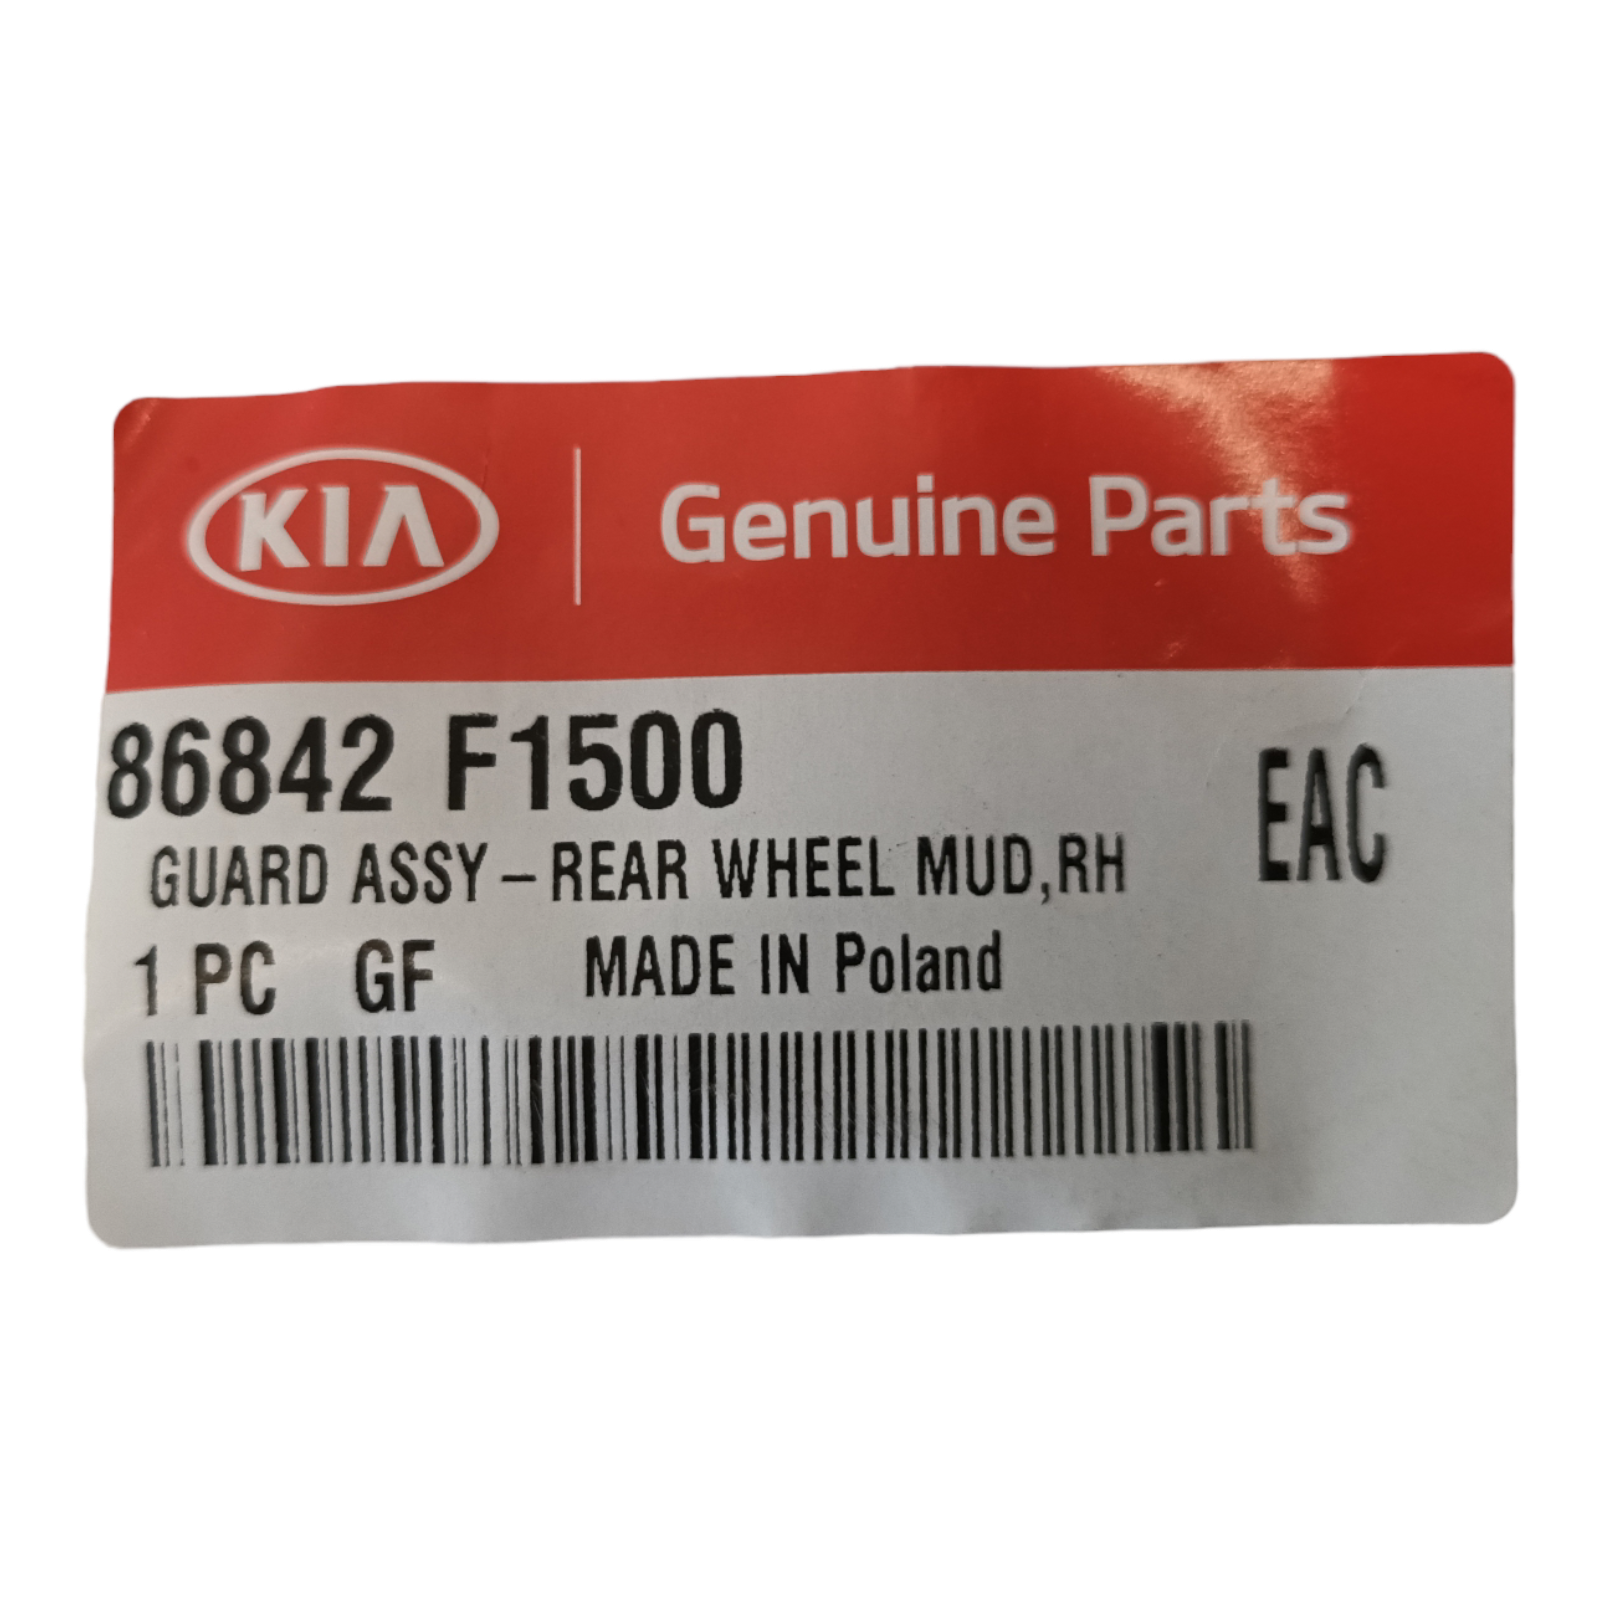 KIA Genuine Parts
86842 F1500
EAC
GUARD ASSY-REAR WHEEL MUD,RH
1 PC GF MADE IN Poland